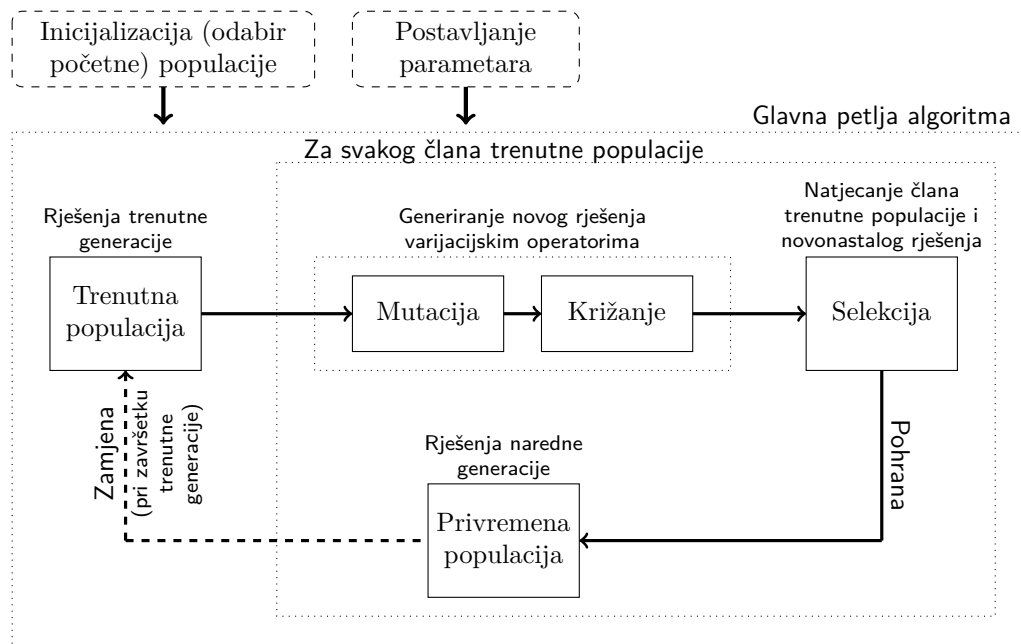 Inicijalizacija (odabir
početne) populacije
Postavljanje
parametara
Glavna petlja algoritma
Za svakog člana trenutne populacije
Rješenja trenutne
generacije
Generiranje novog rješenja
varijacijskim operatorima
Natjecanje člana
trenutne populacije i
novonastalog rješenja
Trenutna
populacija
Mutacija
Križanje
Selekcija
Zamjena
(pri završetku
trenutne
generacije)
Rješenja naredne
generacije
Pohrana
Privremena
populacija